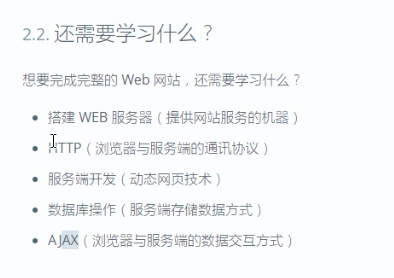 2.2. 还需要学习什么？
想要完成完整的 Web 网站，还需要学习什么？
搭建 WEB 服务器（提供网站服务的机器）
HTTP（浏览器与服务端的通讯协议）
服务端开发（动态网页技术）
数据库操作（服务端存储数据方式）
AJAX（浏览器与服务端的数据交互方式）